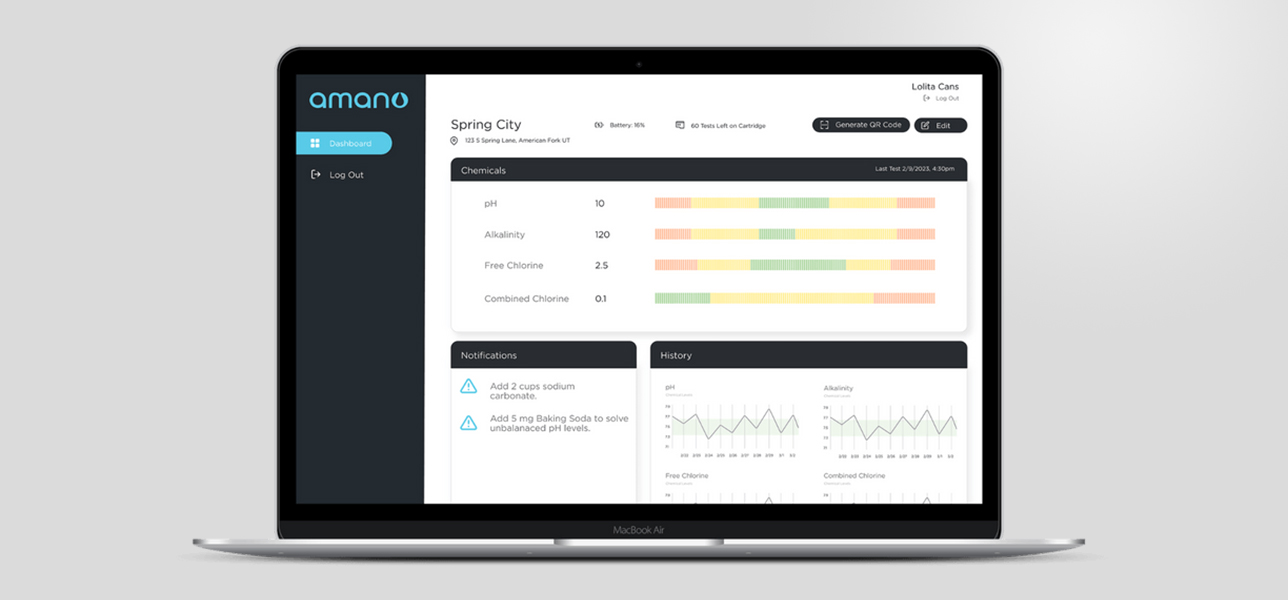 amano
Dashboard
Log Out
Lolita Cans
Log Out
Spring City
123 S Spring Lane, American Fork UT
Battery: 16%
60 Tests Left on Cartridge
Generate QR Code
Edit
Chemicals
Last Test 2/9/2023, 4:30pm
pH
10
Alkalinity
120
Free Chlorine
2.5
Combined Chlorine
0.1
Notifications
Add 2 cups sodium
carbonate.
Add 5 mg Baking Soda to solve
unbalanaced pH levels.
History
pH
Alkalinity
Free Chlorine
Combined Chlorine
MacBook Air